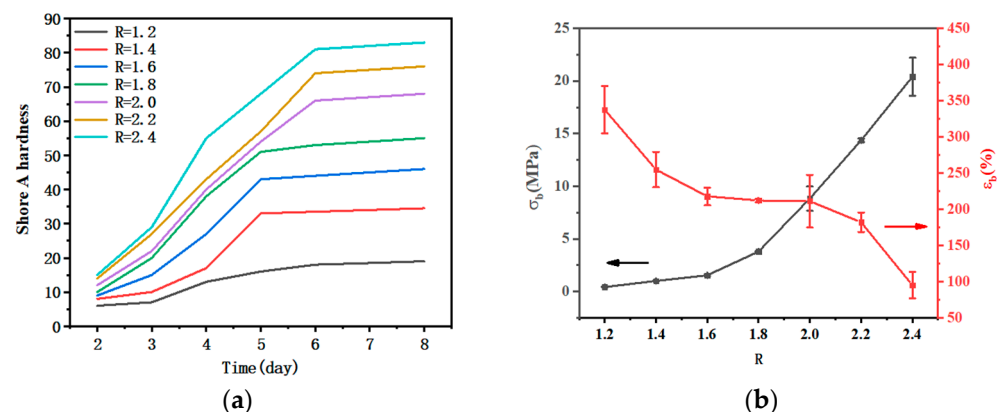 90
80
70
60
50
40
30
20
10
0
Shore A hardness
R=1.2
R=1.4
R=1.6
R=1.8
R=2.0
R=2.2
R=2.4
2 3 4 5 6 7 8
Time(day)
(a)
25
20
15
10
5
0
σb(MPa)
450
400
350
300
250
200
150
100
50
εb(%)
1.2 1.4 1.6 1.8 2.0 2.2 2.4
R
(b)